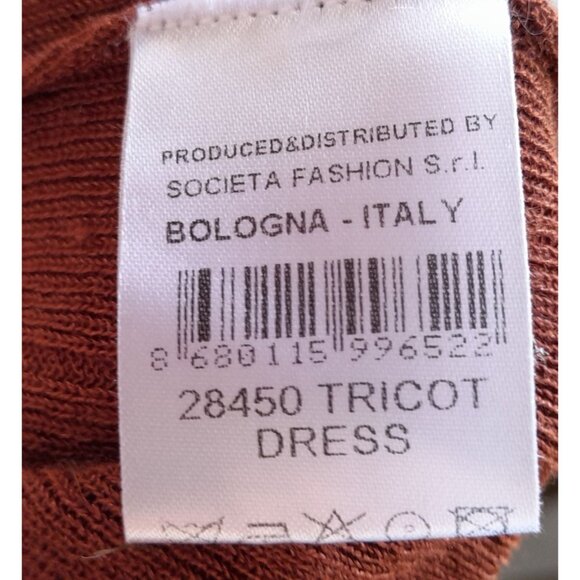 PRODUCED&DISTRIBUTED BY
SOCIETA FASHION S.r.l.
BOLOGNA - ITALY
8 680115 996522
28450 TRICOT
DRESS